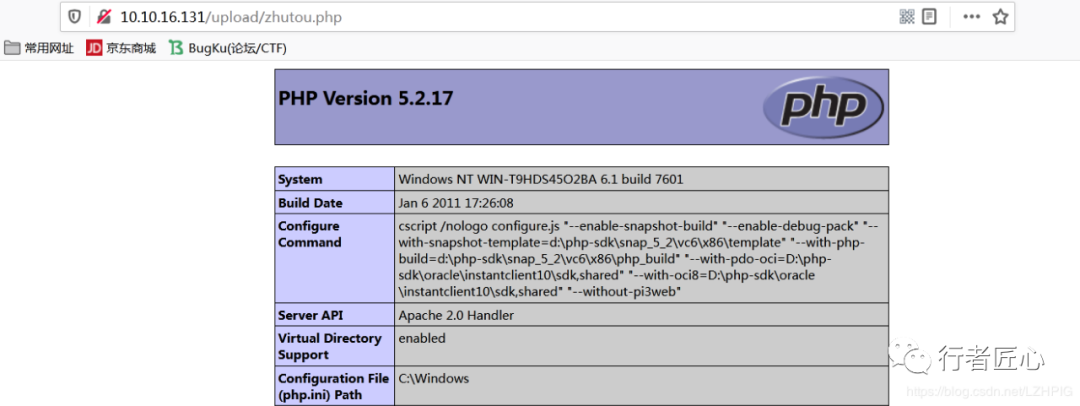 10.10.16.131/upload/zhutou.php
常用网址 JD 京东商城 BugKu(论坛/CTF)
PHP Version 5.2.17
php
System Windows NT WIN-T9HDS45O2BA 6.1 build 7601
Build Date Jan 6 2011 17:26:08
Configure cscript /nologo configure.js "--enable-snapshot-build" "--enable-debug-pack" "--
Command with-snapshot-template=d:\php-sdk\snap_5_2\vc6\x86\template" "--with-php-
build=d:\php-sdk\snap_5_2\vc6\x86\php_build" "--with-pdo-oci=D:\php-
sdk\oracle\instantclient10\sdk,shared" "--with-oci8=D:\php-sdk\oracle
\instantclient10\sdk,shared" "--without-pi3web"
Server API Apache 2.0 Handler
Virtual Directory enabled
Support
Configuration File C:\Windows
(php.ini) Path
行者匠心
https://blog.csdn.net/LZHPIG